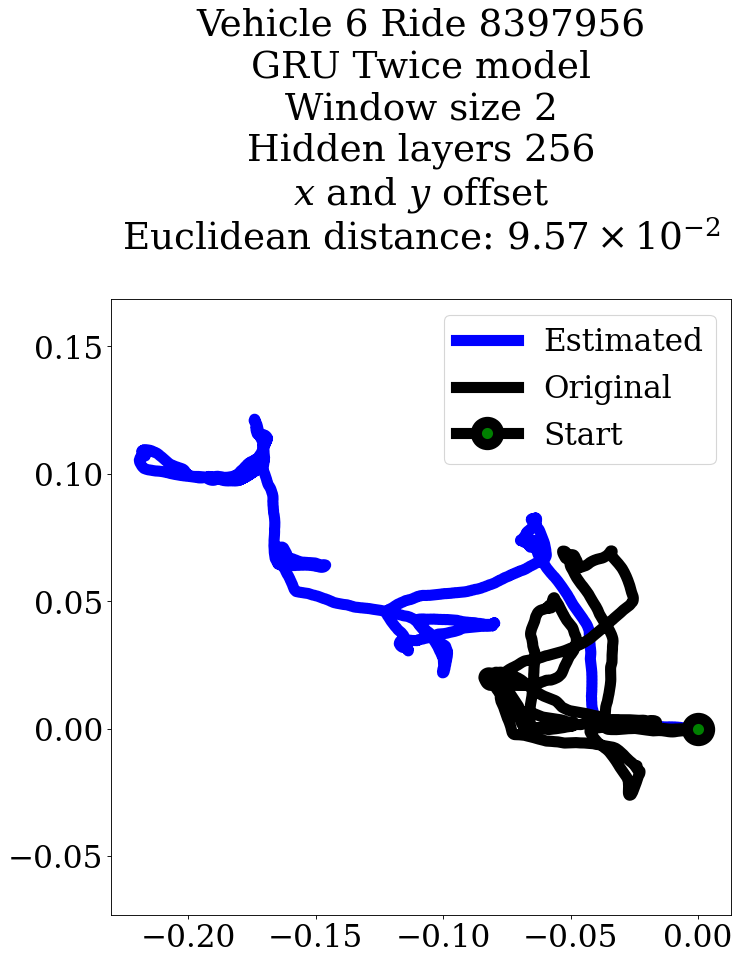 Vehicle 6 Ride 8397956
GRU Twice model
Window size 2
Hidden layers 256
x and y offset
Euclidean distance: 9.57 × 10⁻²
Estimated
Original
Start
0.15
0.10
0.05
0.00
−0.05
−0.20 −0.15 −0.10 −0.05 0.00